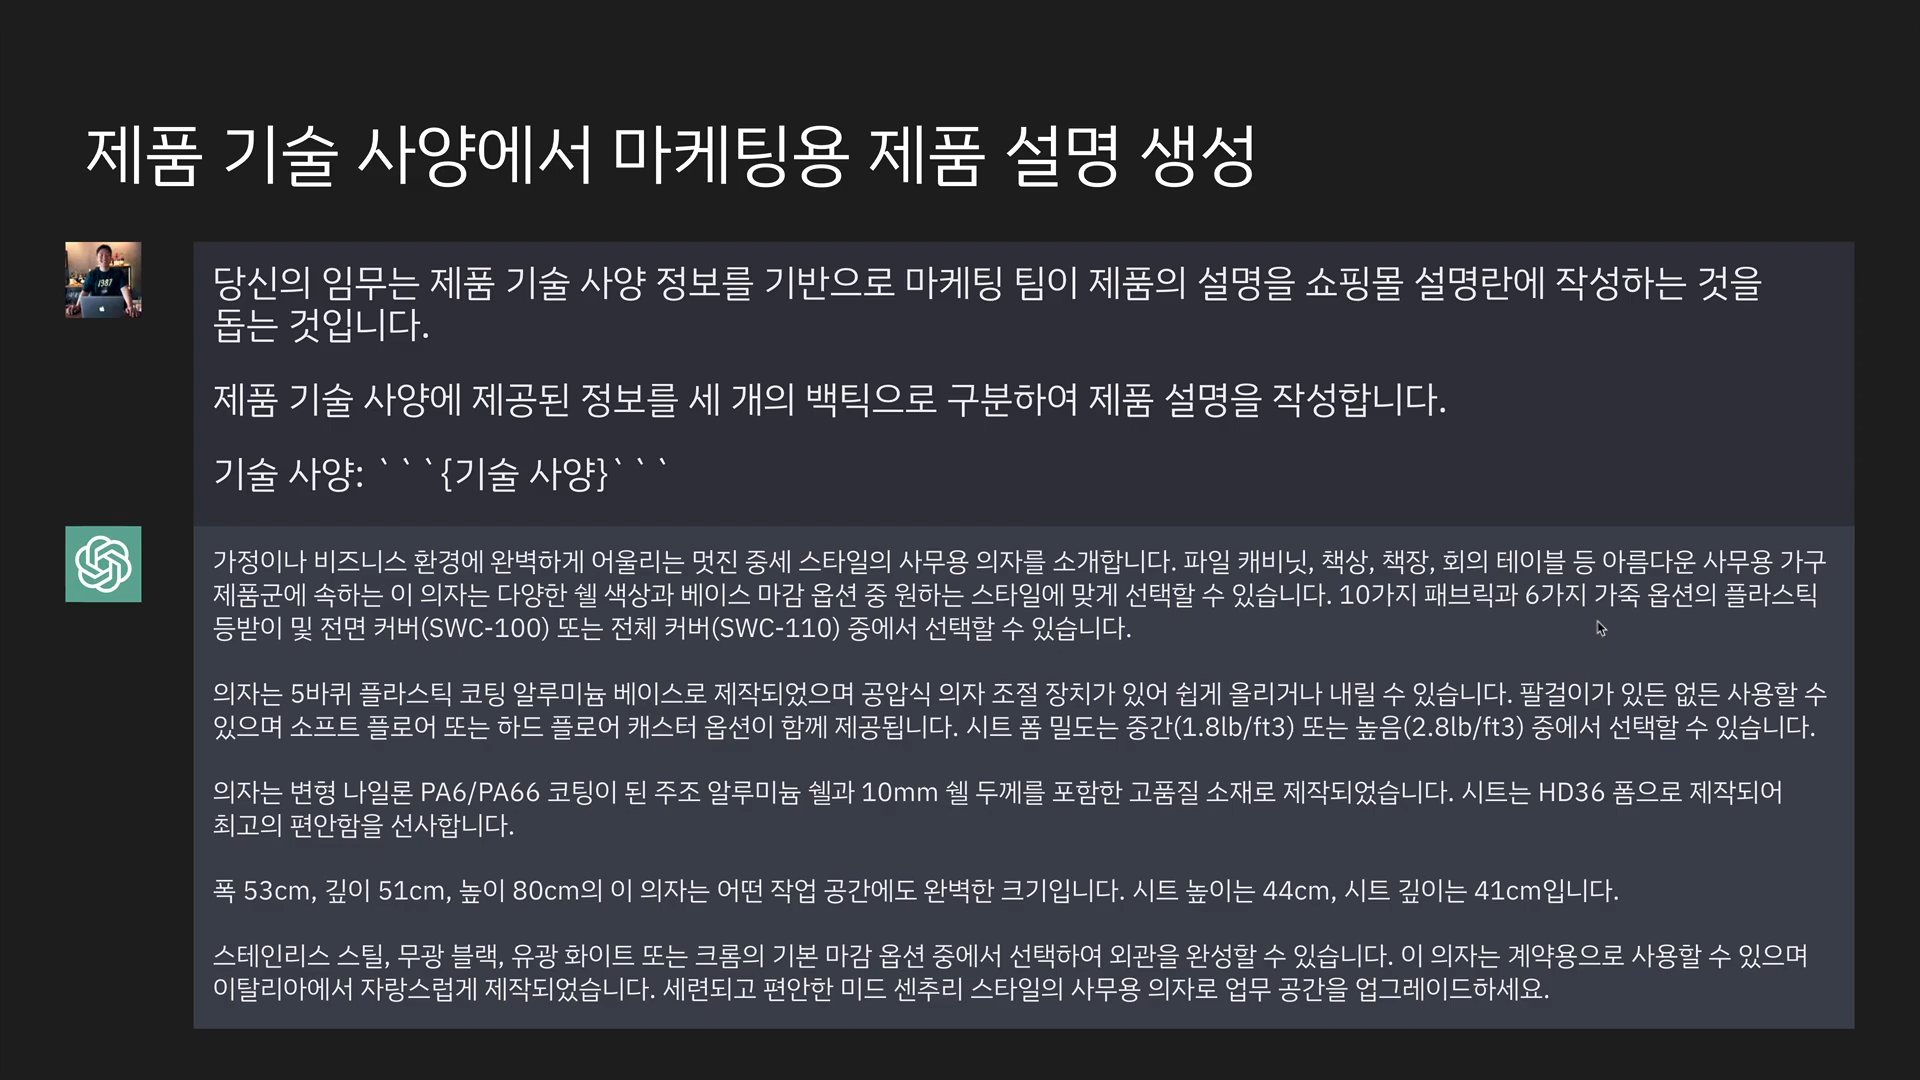 제품 기술 사양에서 마케팅용 제품 설명 생성
당신의 임무는 제품 기술 사양 정보를 기반으로 마케팅 팀이 제품의 설명을 쇼핑몰 설명란에 작성하는 것을
돕는 것입니다.
제품 기술 사양에 제공된 정보를 세 개의 백틱으로 구분하여 제품 설명을 작성합니다.
기술 사양: ```{기술 사양}```
가정이나 비즈니스 환경에 완벽하게 어울리는 멋진 중세 스타일의 사무용 의자를 소개합니다. 파일 캐비닛, 책상, 책장, 회의 테이블 등 아름다운 사무용 가구
제품군에 속하는 이 의자는 다양한 쉘 색상과 베이스 마감 옵션 중 원하는 스타일에 맞게 선택할 수 있습니다. 10가지 패브릭과 6가지 가죽 옵션의 플라스틱
등받이 및 전면 커버(SWC-100) 또는 전체 커버(SWC-110) 중에서 선택할 수 있습니다.
의자는 5바퀴 플라스틱 코팅 알루미늄 베이스로 제작되었으며 공압식 의자 조절 장치가 있어 쉽게 올리거나 내릴 수 있습니다. 팔걸이가 있든 없든 사용할 수
있으며 소프트 플로어 또는 하드 플로어 캐스터 옵션이 함께 제공됩니다. 시트 폼 밀도는 중간(1.8lb/ft3) 또는 높음(2.8lb/ft3) 중에서 선택할 수 있습니다.
의자는 변형 나일론 PA6/PA66 코팅이 된 주조 알루미늄 쉘과 10mm 쉘 두께를 포함한 고품질 소재로 제작되었습니다. 시트는 HD36 폼으로 제작되어
최고의 편안함을 선사합니다.
폭 53cm, 깊이 51cm, 높이 80cm의 이 의자는 어떤 작업 공간에도 완벽한 크기입니다. 시트 높이는 44cm, 시트 깊이는 41cm입니다.
스테인리스 스틸, 무광 블랙, 유광 화이트 또는 크롬의 기본 마감 옵션 중에서 선택하여 외관을 완성할 수 있습니다. 이 의자는 계약용으로 사용할 수 있으며
이탈리아에서 자랑스럽게 제작되었습니다. 세련되고 편안한 미드 센추리 스타일의 사무용 의자로 업무 공간을 업그레이드하세요.
1987